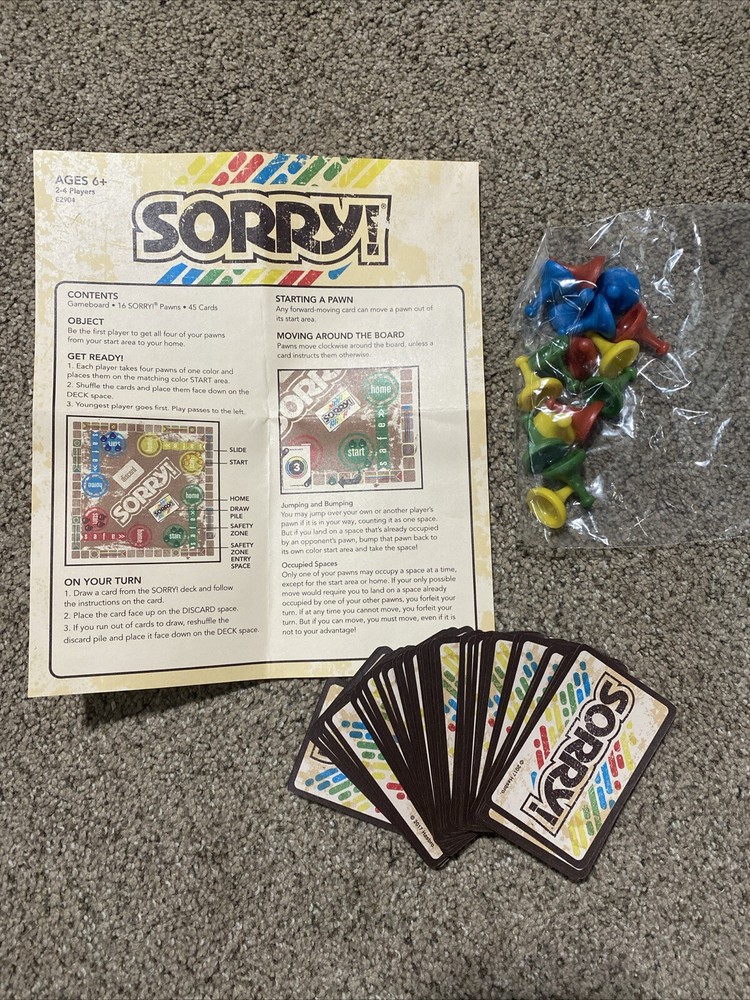 AGES 6+
2-4 Players
E2904
SORRY!
CONTENTS
Gameboard • 16 SORRY!® Pawns • 45 Cards
OBJECT
Be the first player to get all four of your pawns
from your start area to your home.
GET READY!
1. Each player takes four pawns of one color and
places them on the matching color START area.
2. Shuffle the cards and place them face down on the
DECK space.
3. Youngest player goes first. Play passes to the left.
SORRY!
discard
home
start
SLIDE
START
HOME
DRAW
PILE
SAFETY
ZONE
SAFETY
ZONE
ENTRY
SPACE
ON YOUR TURN
1. Draw a card from the SORRY! deck and follow
the instructions on the card.
2. Place the card face up on the DISCARD space.
3. If you run out of cards to draw, reshuffle the
discard pile and place it face down on the DECK space.
STARTING A PAWN
Any forward-moving card can move a pawn out of
its start area.
MOVING AROUND THE BOARD
Pawns move clockwise around the board, unless a
card instructs them otherwise.
SORRY!
home
start
safe
3
Jumping and Bumping
You may jump over your own or another player's
pawn if it is in your way, counting it as one space.
But if you land on a space that's already occupied
by an opponent's pawn, bump that pawn back to
its own color start area and take the space!
Occupied Spaces
Only one of your pawns may occupy a space at a time,
except for the start area or home. If your only possible
move would require you to land on a space already
occupied by one of your other pawns, you forfeit your
turn. If at any time you cannot move, you forfeit your
turn. But if you can move, you must move, even if it is
not to your advantage!
SORRY!
© 2017 Hasbro.
© 2017 Hasbro.